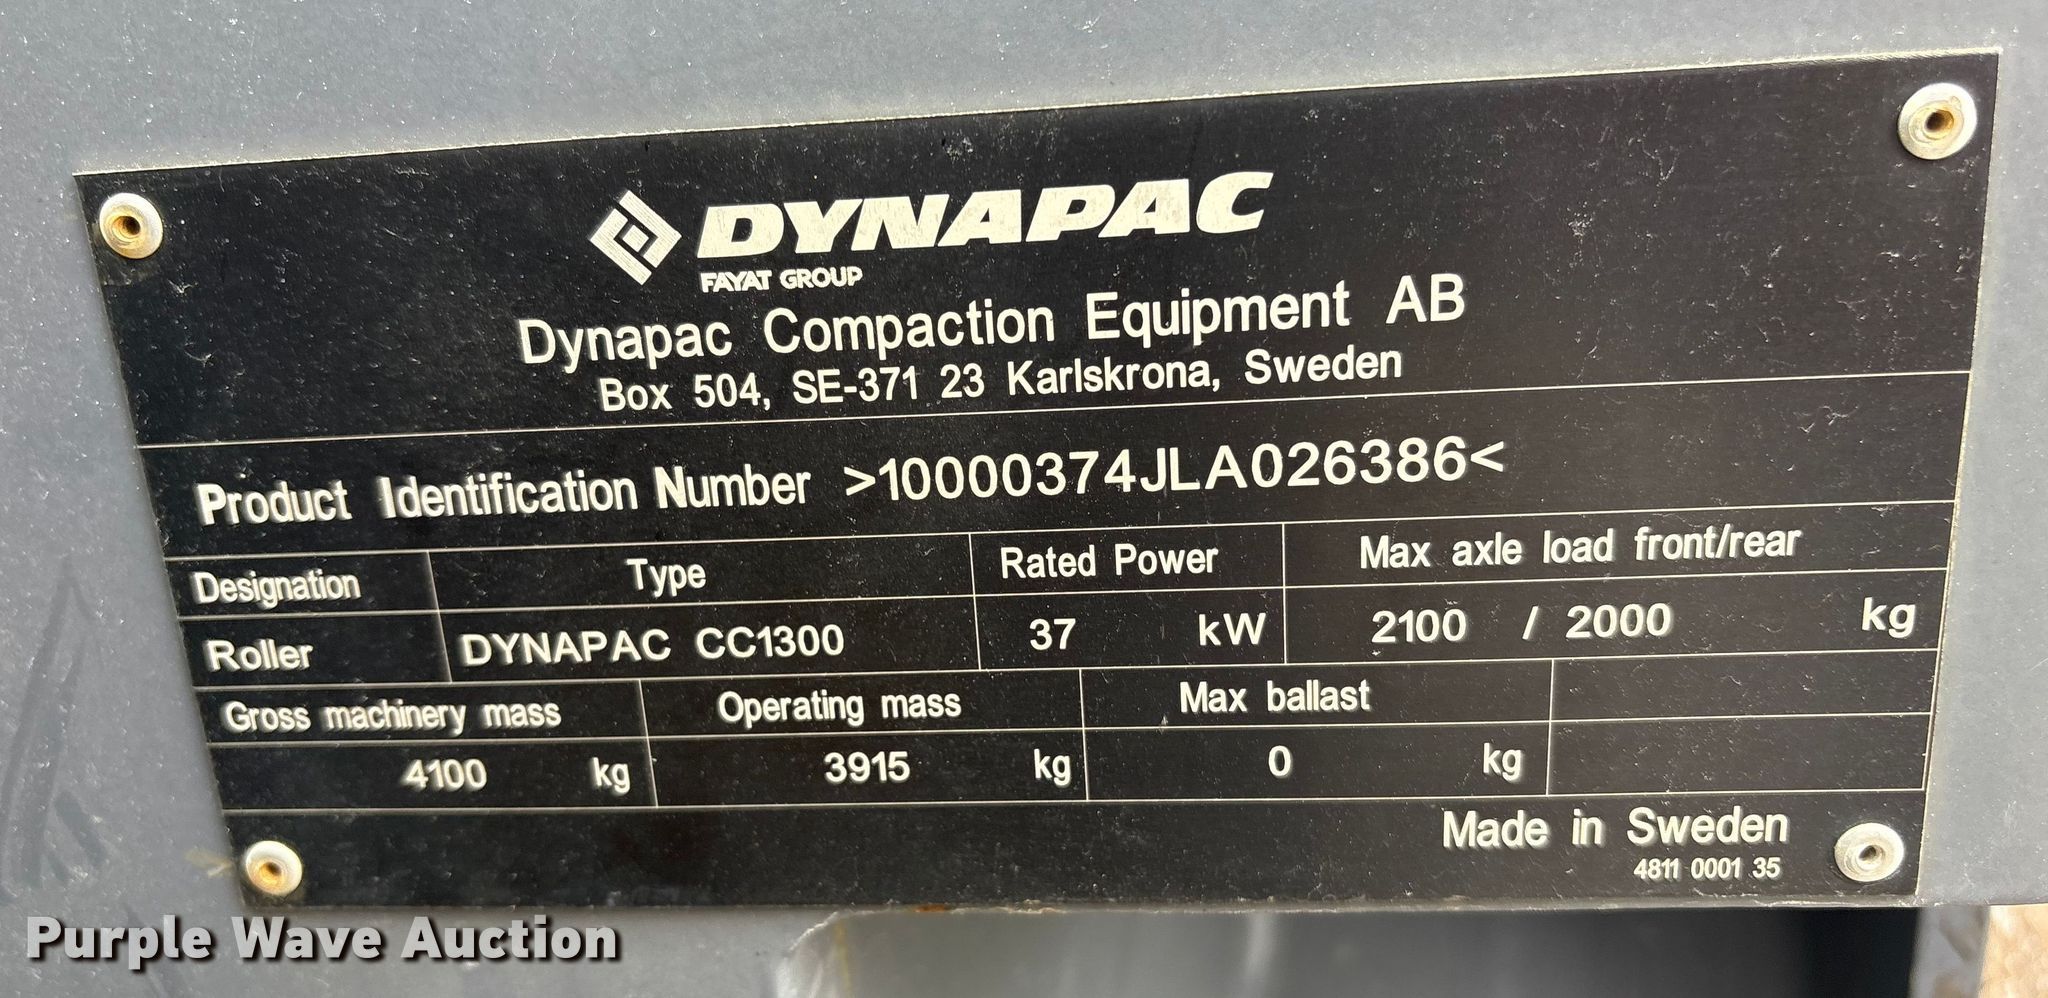 DYNAPAC
FAYAT GROUP
Dynapac Compaction Equipment AB
Box 504, SE-371 23 Karlskrona, Sweden
Product Identification Number >10000374JLA026386<
Designation Type Rated Power Max axle load front/rear
Roller DYNAPAC CC1300 37 kW 2100 / 2000 kg
Gross machinery mass Operating mass Max ballast
4100 kg 3915 kg 0 kg
Made in Sweden
4811 0001 35
Purple Wave Auction